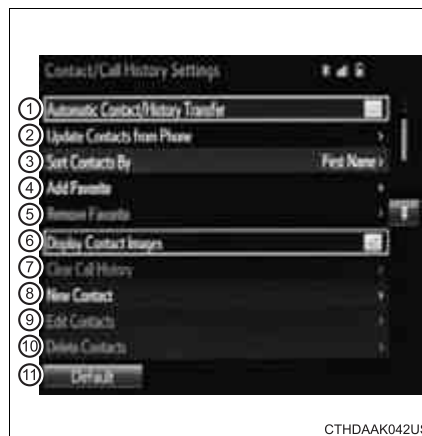 Contact/Call History Settings
1 Automatic Contact/History Transfer
2 Update Contacts from Phone
3 Sort Contacts By First Name
4 Add Favorite
5 Remove Favorite
6 Display Contact Images
7 Clear Call History
8 New Contact
9 Edit Contacts
10 Delete Contacts
11 Default
CTHDAAK042US